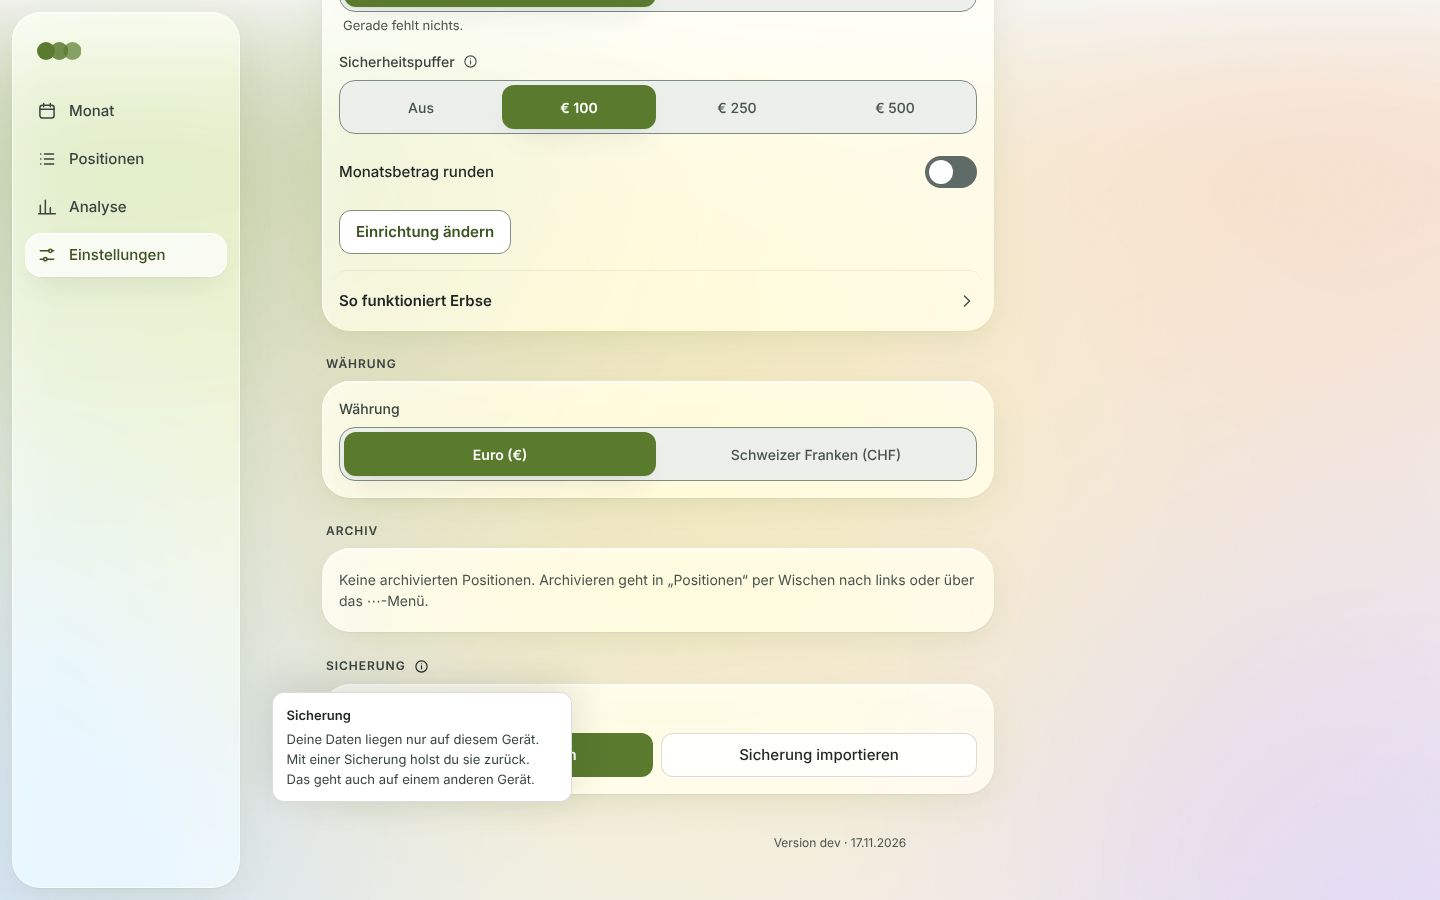 Monat
Positionen
Analyse
Einstellungen
Gerade fehlt nichts.
Sicherheitspuffer
Aus
€ 100
€ 250
€ 500
Monatsbetrag runden
Einrichtung ändern
So funktioniert Erbse
WÄHRUNG
Währung
Euro (€)
Schweizer Franken (CHF)
ARCHIV
Keine archivierten Positionen. Archivieren geht in „Positionen“ per Wischen nach links oder über
das ···-Menü.
SICHERUNG
Sicherung
Deine Daten liegen nur auf diesem Gerät.
Mit einer Sicherung holst du sie zurück.
Das geht auch auf einem anderen Gerät.
Sicherung importieren
Version dev · 17.11.2026